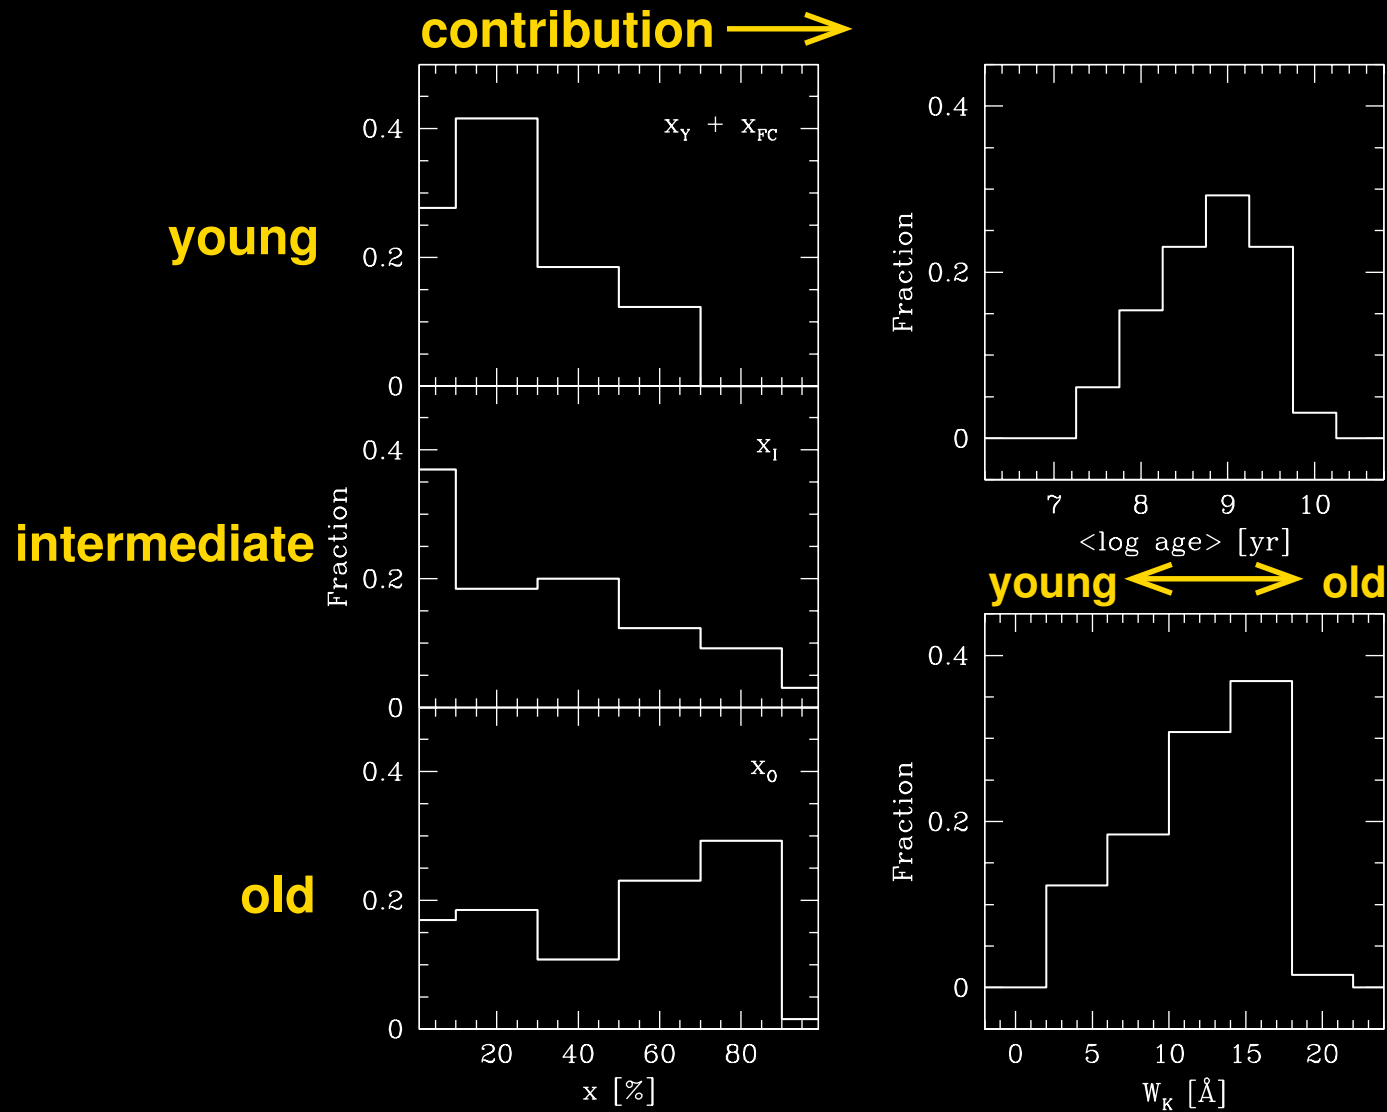 contribution
x_Y + x_FC
0.4
0.2
0
young
x_I
0.4
0.2
0
intermediate
Fraction
x_O
0.4
0.2
0
old
20 40 60 80
x [%]
0.4
0.2
0
Fraction
7 8 9 10
<log age> [yr]
young old
0.4
0.2
0
Fraction
0 5 10 15 20
W_K [Å]